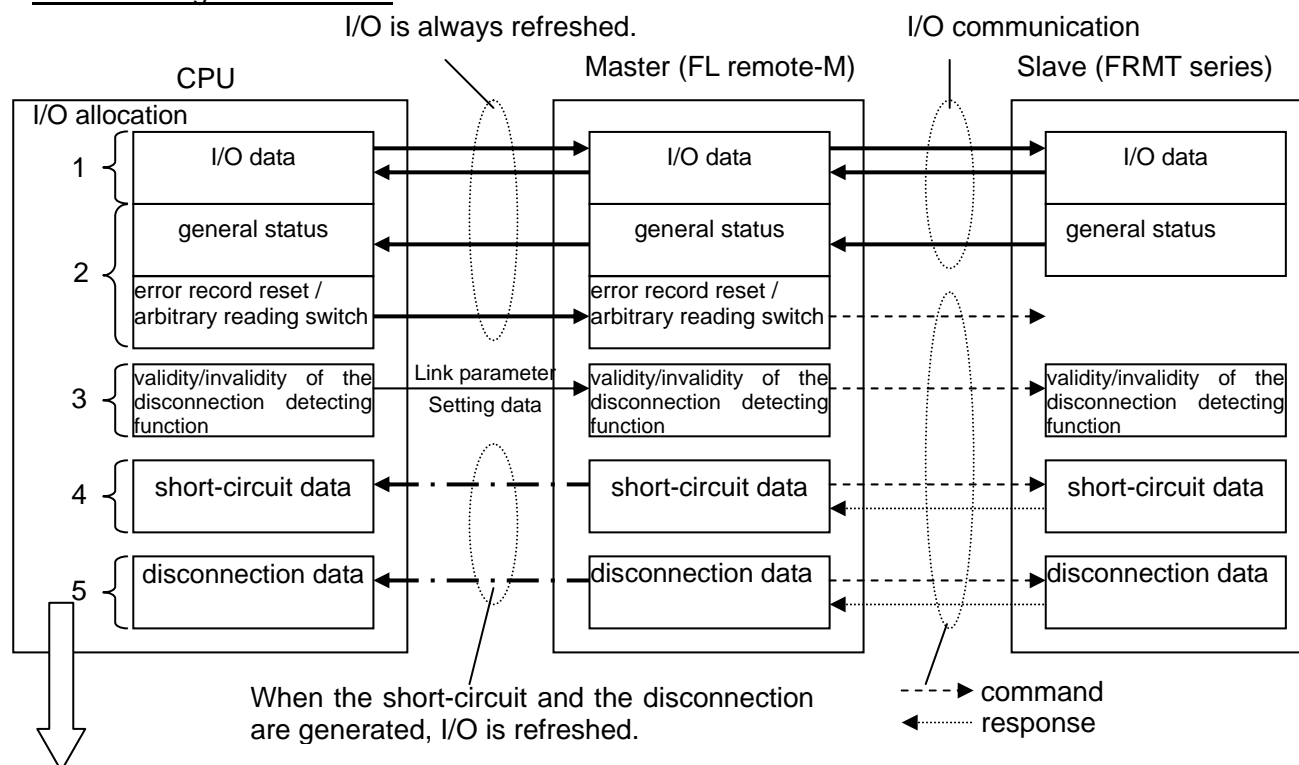 I/O is always refreshed.
I/O communication
CPU
Master (FL remote-M)
Slave (FRMT series)
I/O allocation
1
I/O data
I/O data
I/O data
2
general status
general status
general status
error record reset /
arbitrary reading switch
error record reset /
arbitrary reading switch
3
validity/invalidity of the
disconnection detecting
function
Link parameter
Setting data
validity/invalidity of the
disconnection detecting
function
validity/invalidity of the
disconnection detecting
function
4
short-circuit data
short-circuit data
short-circuit data
5
disconnection data
disconnection data
disconnection data
When the short-circuit and the disconnection
are generated, I/O is refreshed.
command
response